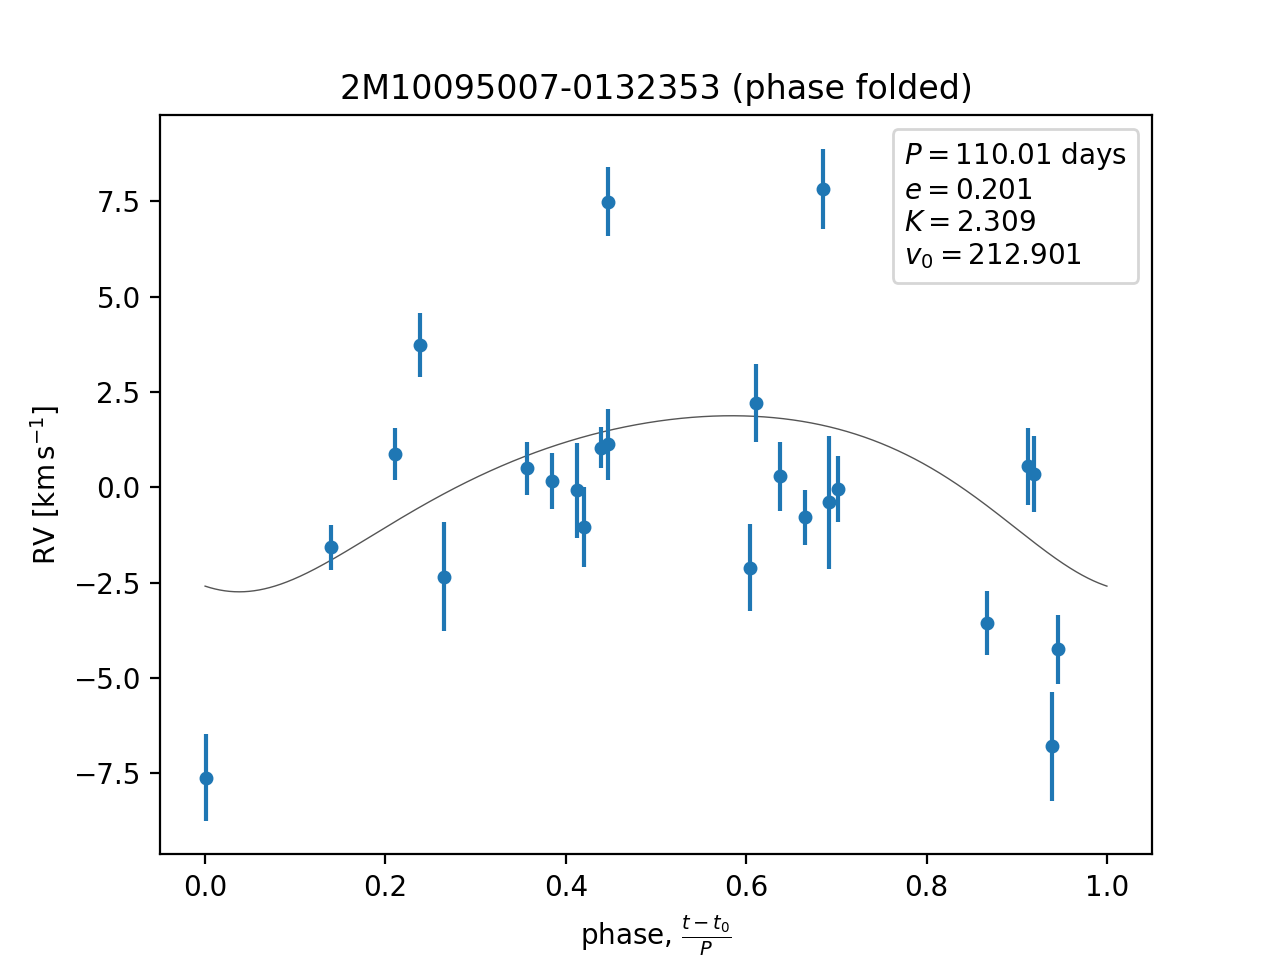 2M10095007-0132353 (phase folded)
P = 110.01 days
e = 0.201
K = 2.309
v₀ = 212.901
RV [km s⁻¹]
7.5
5.0
2.5
0.0
−2.5
−5.0
−7.5
0.0 0.2 0.4 0.6 0.8 1.0
phase, (t − t₀)/P